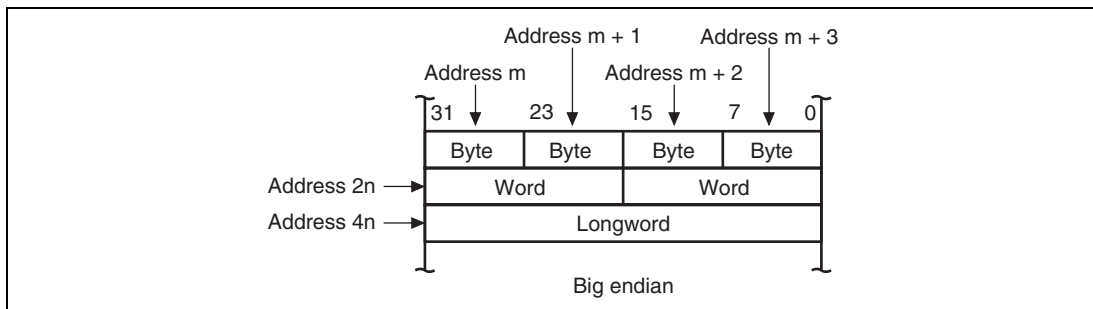 Address m + 1 Address m + 3
Address m Address m + 2
31 23 15 7 0
Byte Byte Byte Byte
Address 2n Word Word
Address 4n Longword
Big endian